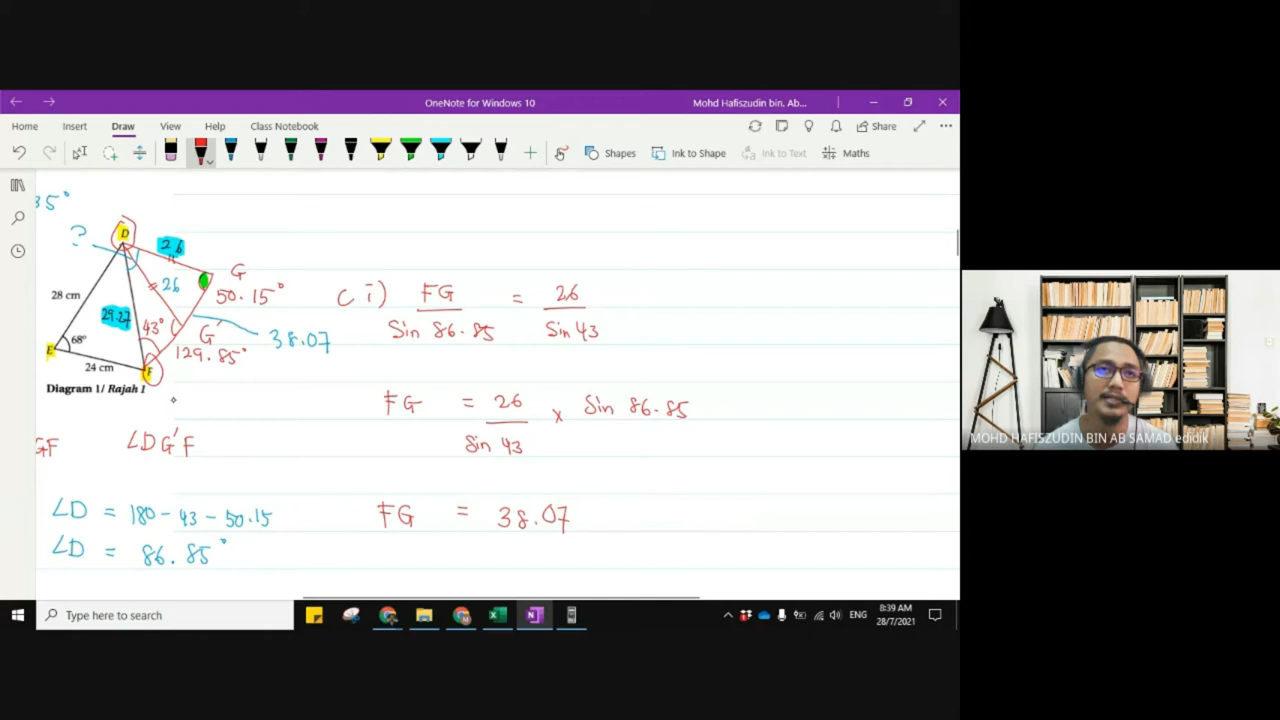 OneNote for Windows 10
Mohd Hafiszudin bin. Ab...
Home Insert Draw View Help Class Notebook
Share
Shapes Ink to Shape Ink to Text Maths
35°
?
D
26
G
26
50.15°
28 cm
29.27
43°
G'
38.07
68°
129.85°
E
24 cm
F
Diagram 1/ Rajah 1
GF ∠DG'F
∠D = 180 - 43 - 50.15
∠D = 86.85°
c i) FG = 26
Sin 86.85 Sin 43
FG = 26 x Sin 86.85
Sin 43
FG = 38.07
MOHD HAFISZUDIN BIN AB SAMAD edidik
Type here to search
ENG
8:39 AM
28/7/2021